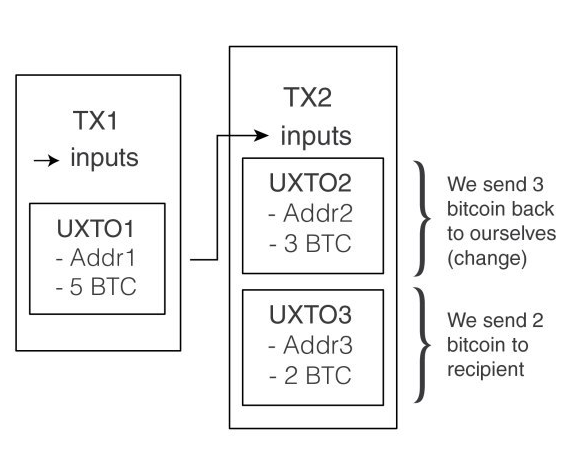 TX1
inputs
UXTO1
- Addr1
- 5 BTC
TX2
inputs
UXTO2
- Addr2
- 3 BTC
UXTO3
- Addr3
- 2 BTC
We send 3
bitcoin back
to ourselves
(change)
We send 2
bitcoin to
recipient